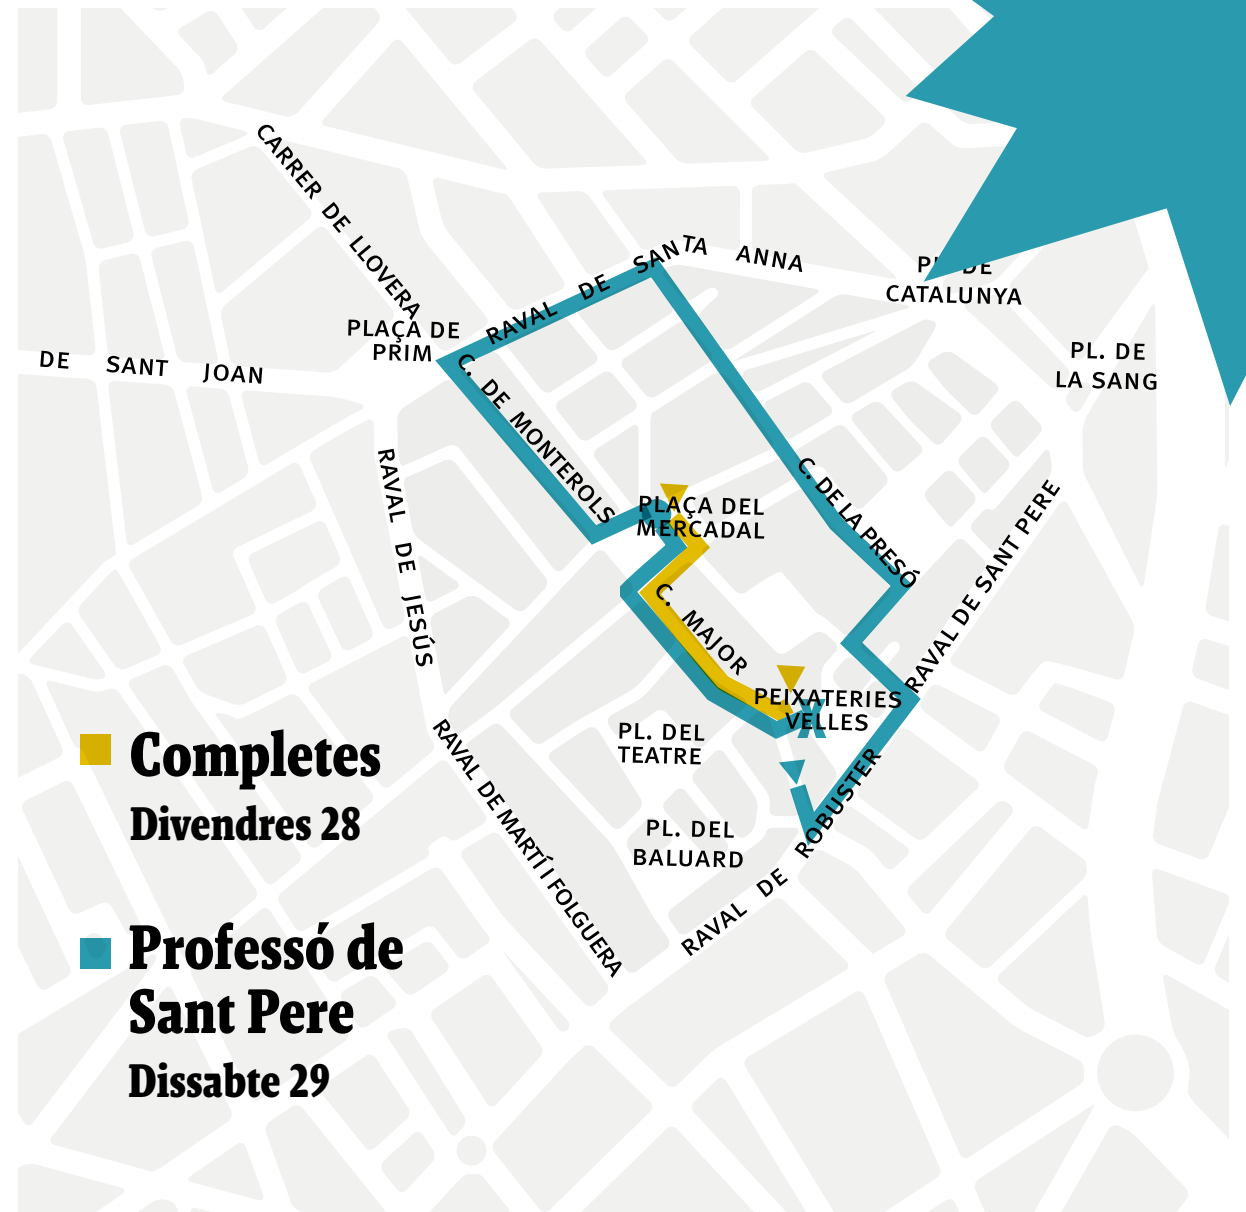 CARRER DE LLOVERA
RAVAL DE SANTA ANNA
CATALUNYA
PLAÇA DE
PRIM
DE SANT JOAN
PL. DE
LA SANG
C. DE MONTEROLS
RAVAL DE JESÚS
C. DE LA PRESÓ
PLAÇA DEL
MERCADAL
RAVAL DE SANT PERE
C. MAJOR
PEIXATERIES
VELLES
PL. DEL
TEATRE
RAVAL DE MARTÍ I FOLGUERA
PL. DEL
BALUARD
RAVAL DE ROBUSTER
Completes
Divendres 28
Professó de
Sant Pere
Dissabte 29